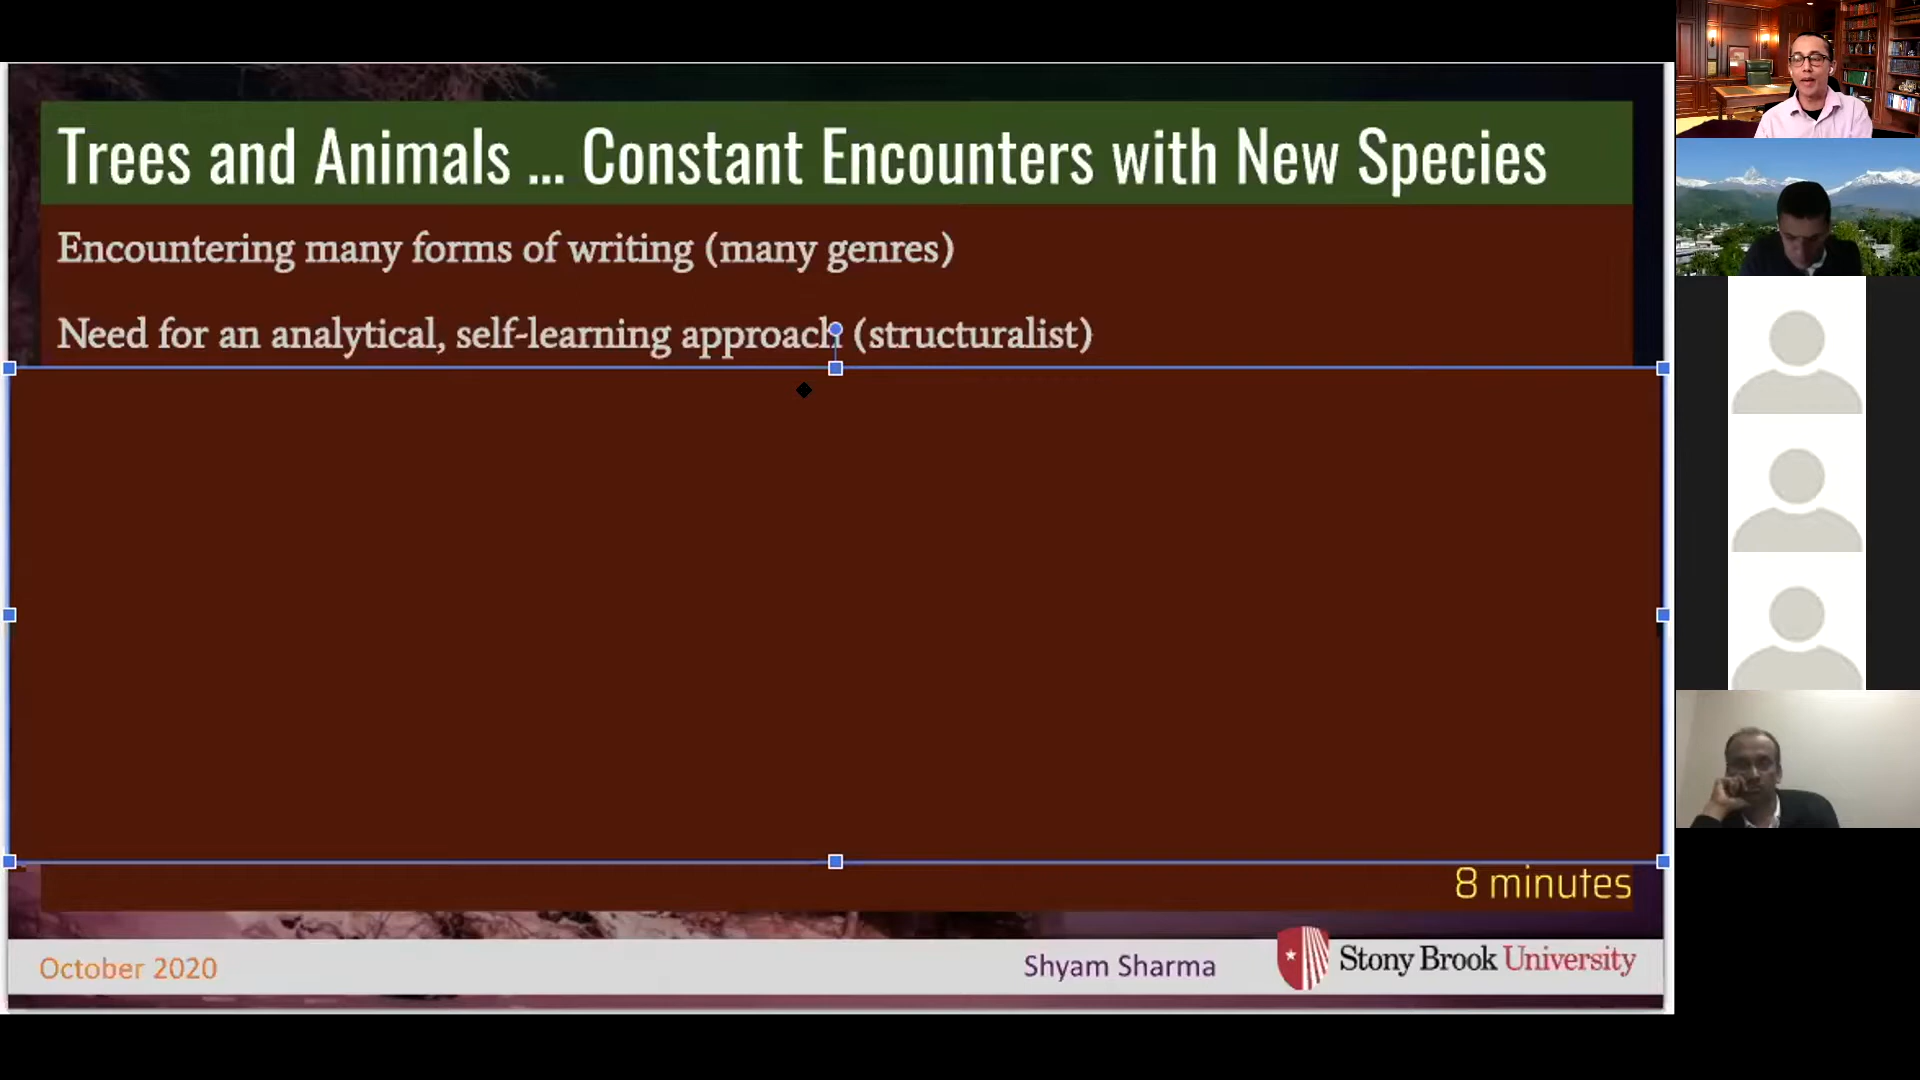 Trees and Animals ... Constant Encounters with New Species
Encountering many forms of writing (many genres)
Need for an analytical, self-learning approach (structuralist)
8 minutes
October 2020
Shyam Sharma
Stony Brook University